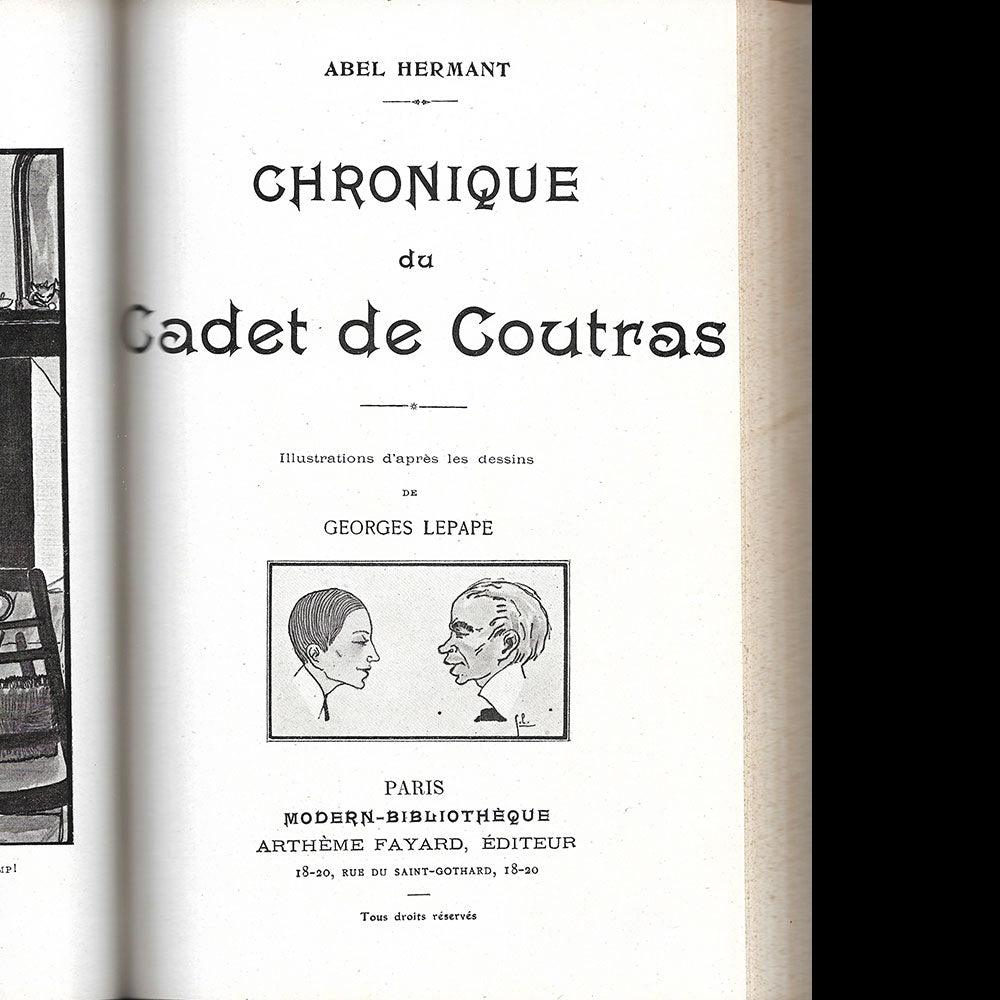 ABEL HERMANT
CHRONIQUE
du
Cadet de Coutras
Illustrations d'après les dessins
DE
GEORGES LEPAPE
G.L.
PARIS
MODERN-BIBLIOTHÈQUE
ARTHÈME FAYARD, ÉDITEUR
18-20, RUE DU SAINT-GOTHARD, 18-20
Tous droits réservés